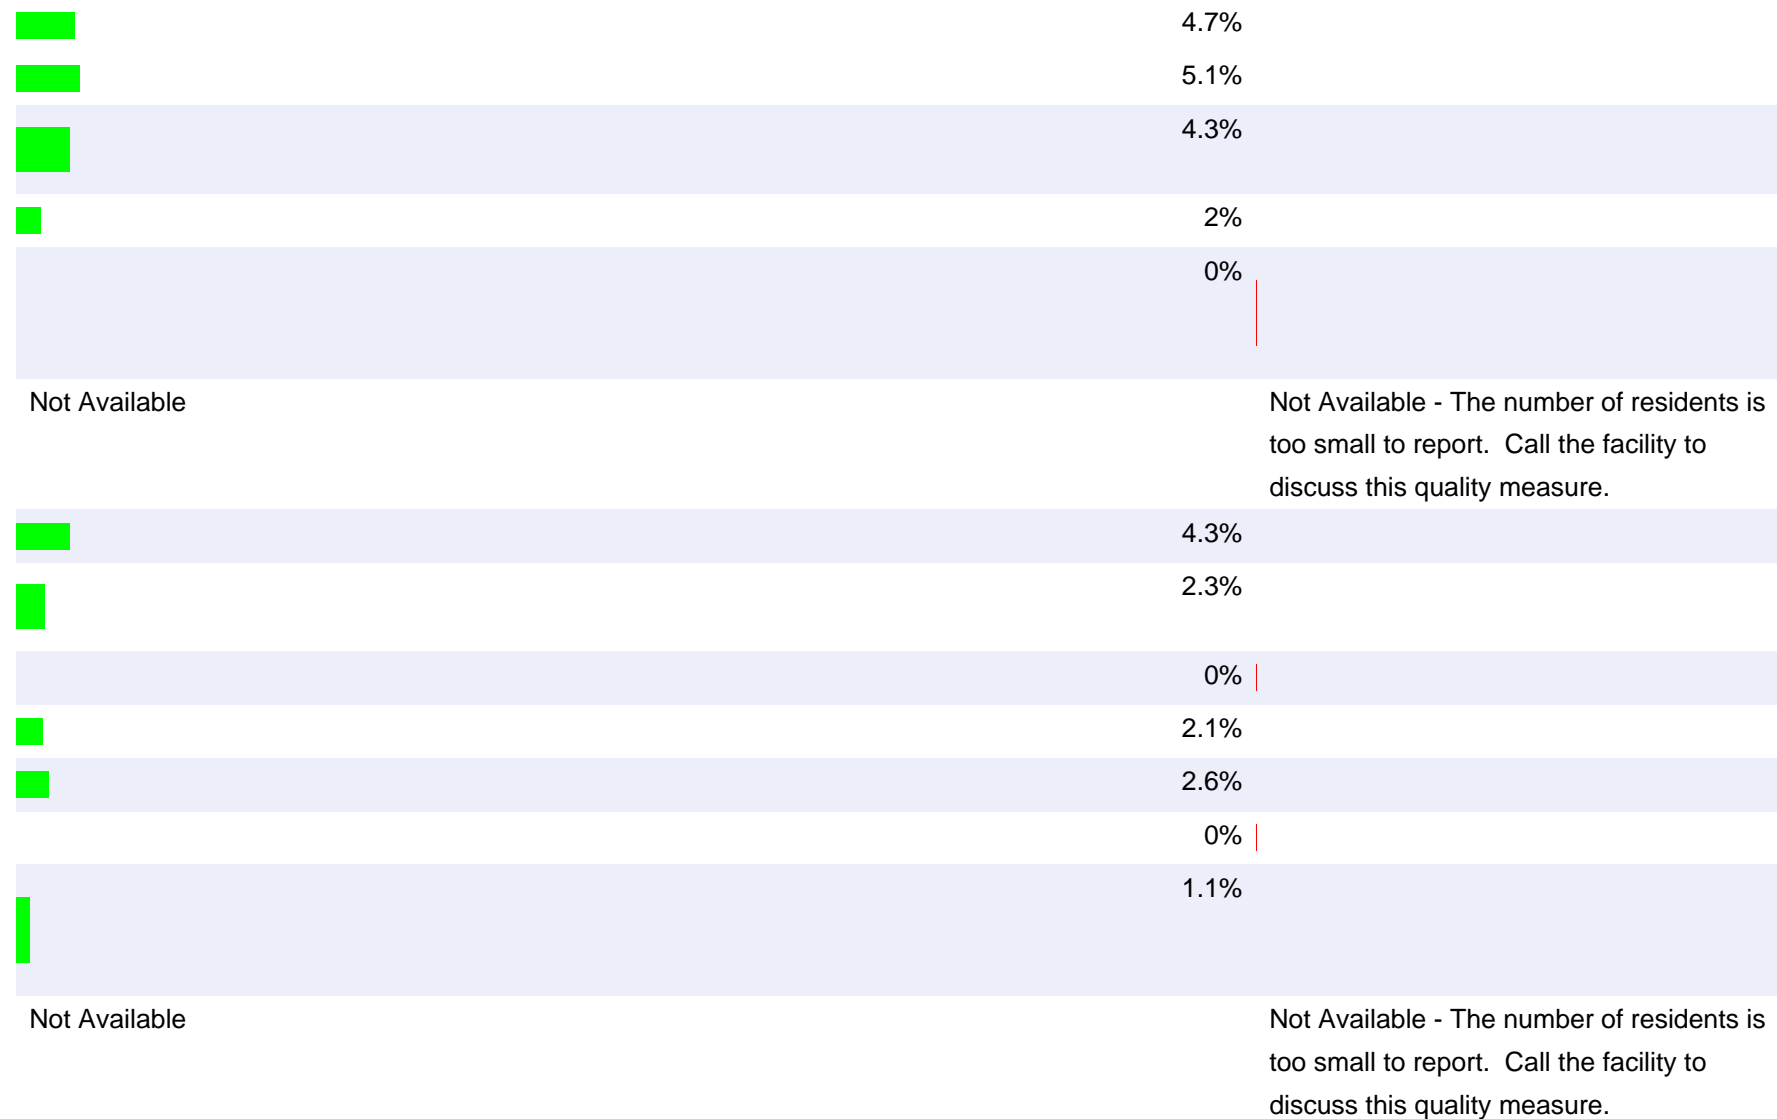 4.7%
5.1%
4.3%
2%
0%
Not Available
Not Available - The number of residents is
too small to report.  Call the facility to
discuss this quality measure.
4.3%
2.3%
0%
2.1%
2.6%
0%
1.1%
Not Available
Not Available - The number of residents is
too small to report.  Call the facility to
discuss this quality measure.